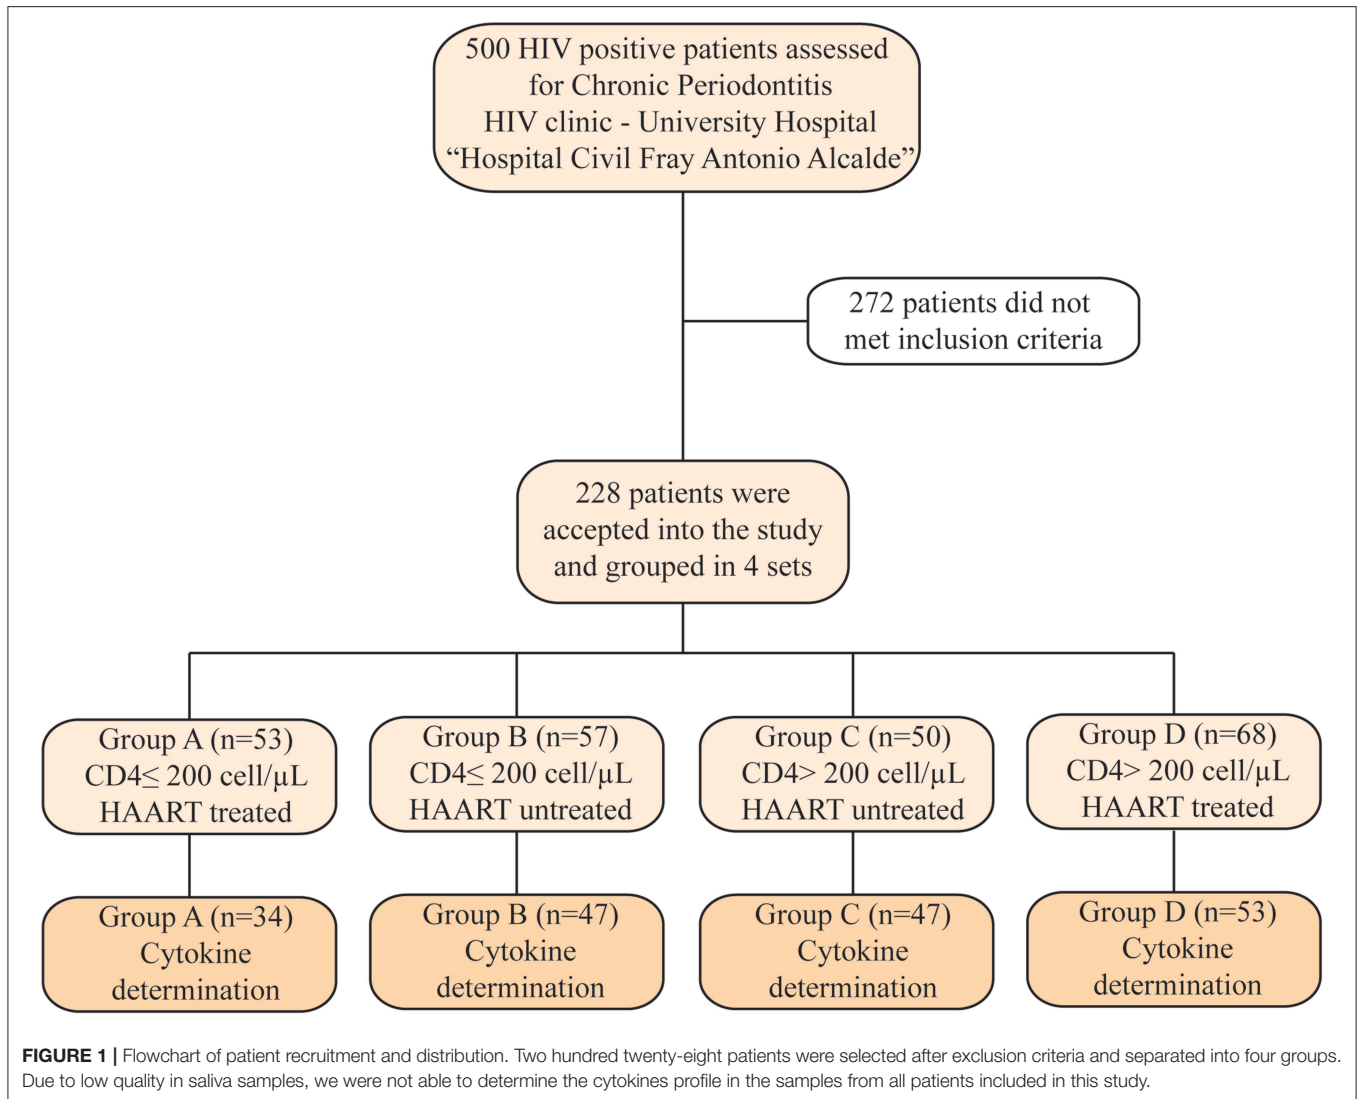 500 HIV positive patients assessed
for Chronic Periodontitis
HIV clinic - University Hospital
“Hospital Civil Fray Antonio Alcalde”
272 patients did not
met inclusion criteria
228 patients were
accepted into the study
and grouped in 4 sets
Group A (n=53)
CD4≤ 200 cell/µL
HAART treated
Group B (n=57)
CD4≤ 200 cell/µL
HAART untreated
Group C (n=50)
CD4> 200 cell/µL
HAART untreated
Group D (n=68)
CD4> 200 cell/µL
HAART treated
Group A (n=34)
Cytokine
determination
Group B (n=47)
Cytokine
determination
Group C (n=47)
Cytokine
determination
Group D (n=53)
Cytokine
determination
FIGURE 1 | Flowchart of patient recruitment and distribution. Two hundred twenty-eight patients were selected after exclusion criteria and separated into four groups.
Due to low quality in saliva samples, we were not able to determine the cytokines profile in the samples from all patients included in this study.